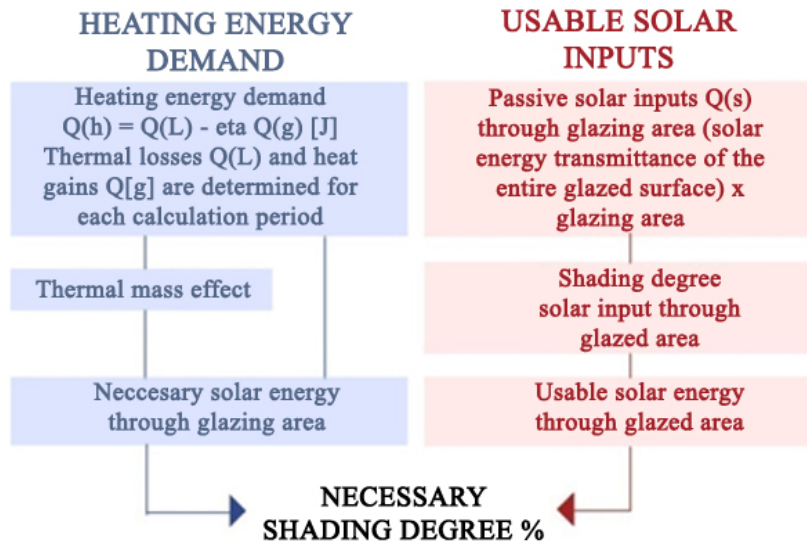 HEATING ENERGY
DEMAND
Heating energy demand
Q(h) = Q(L) - eta Q(g) [J]
Thermal losses Q(L) and heat
gains Q[g] are determined for
each calculation period
Thermal mass effect
Neccesary solar energy
through glazing area
USABLE SOLAR
INPUTS
Passive solar inputs Q(s)
through glazing area (solar
energy transmittance of the
entire glazed surface) x
glazing area
Shading degree
solar input through
glazed area
Usable solar energy
through glazed area
NECESSARY
SHADING DEGREE %